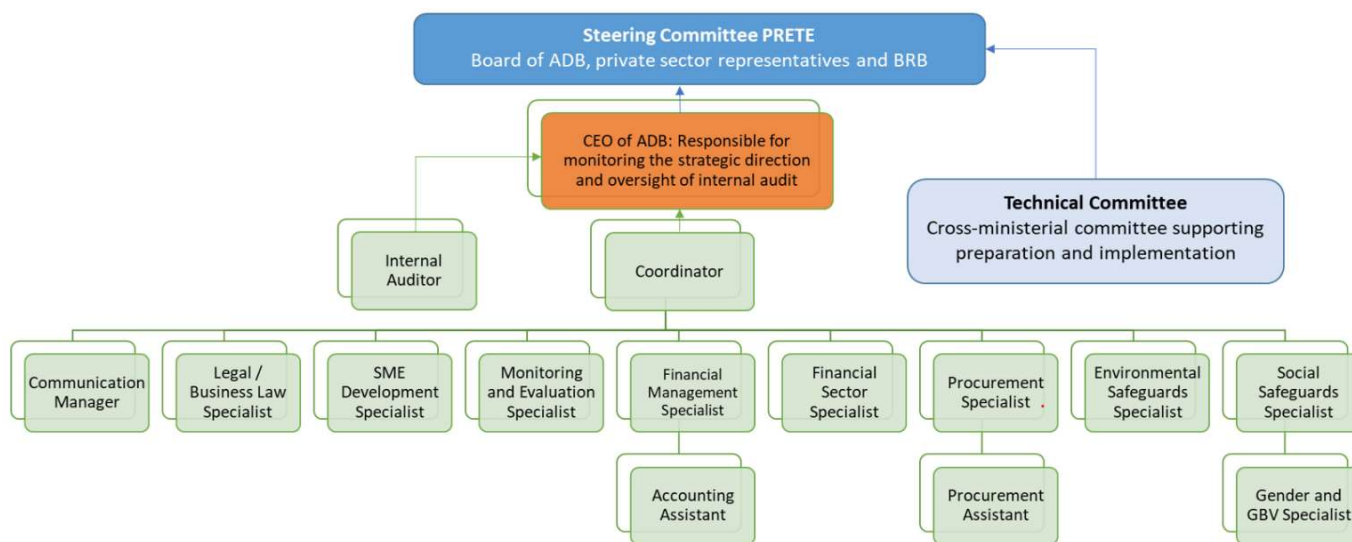 Steering Committee PRETE
Board of ADB, private sector representatives and BRB
CEO of ADB: Responsible for
monitoring the strategic direction
and oversight of internal audit
Technical Committee
Cross-ministerial committee supporting
preparation and implementation
Internal
Auditor
Coordinator
Communication
Manager
Legal /
Business Law
Specialist
SME
Development
Specialist
Monitoring
and Evaluation
Specialist
Financial
Management
Specialist
Financial
Sector
Specialist
Procurement
Specialist
Environmental
Safeguards
Specialist
Social
Safeguards
Specialist
Accounting
Assistant
Procurement
Assistant
Gender and
GBV Specialist